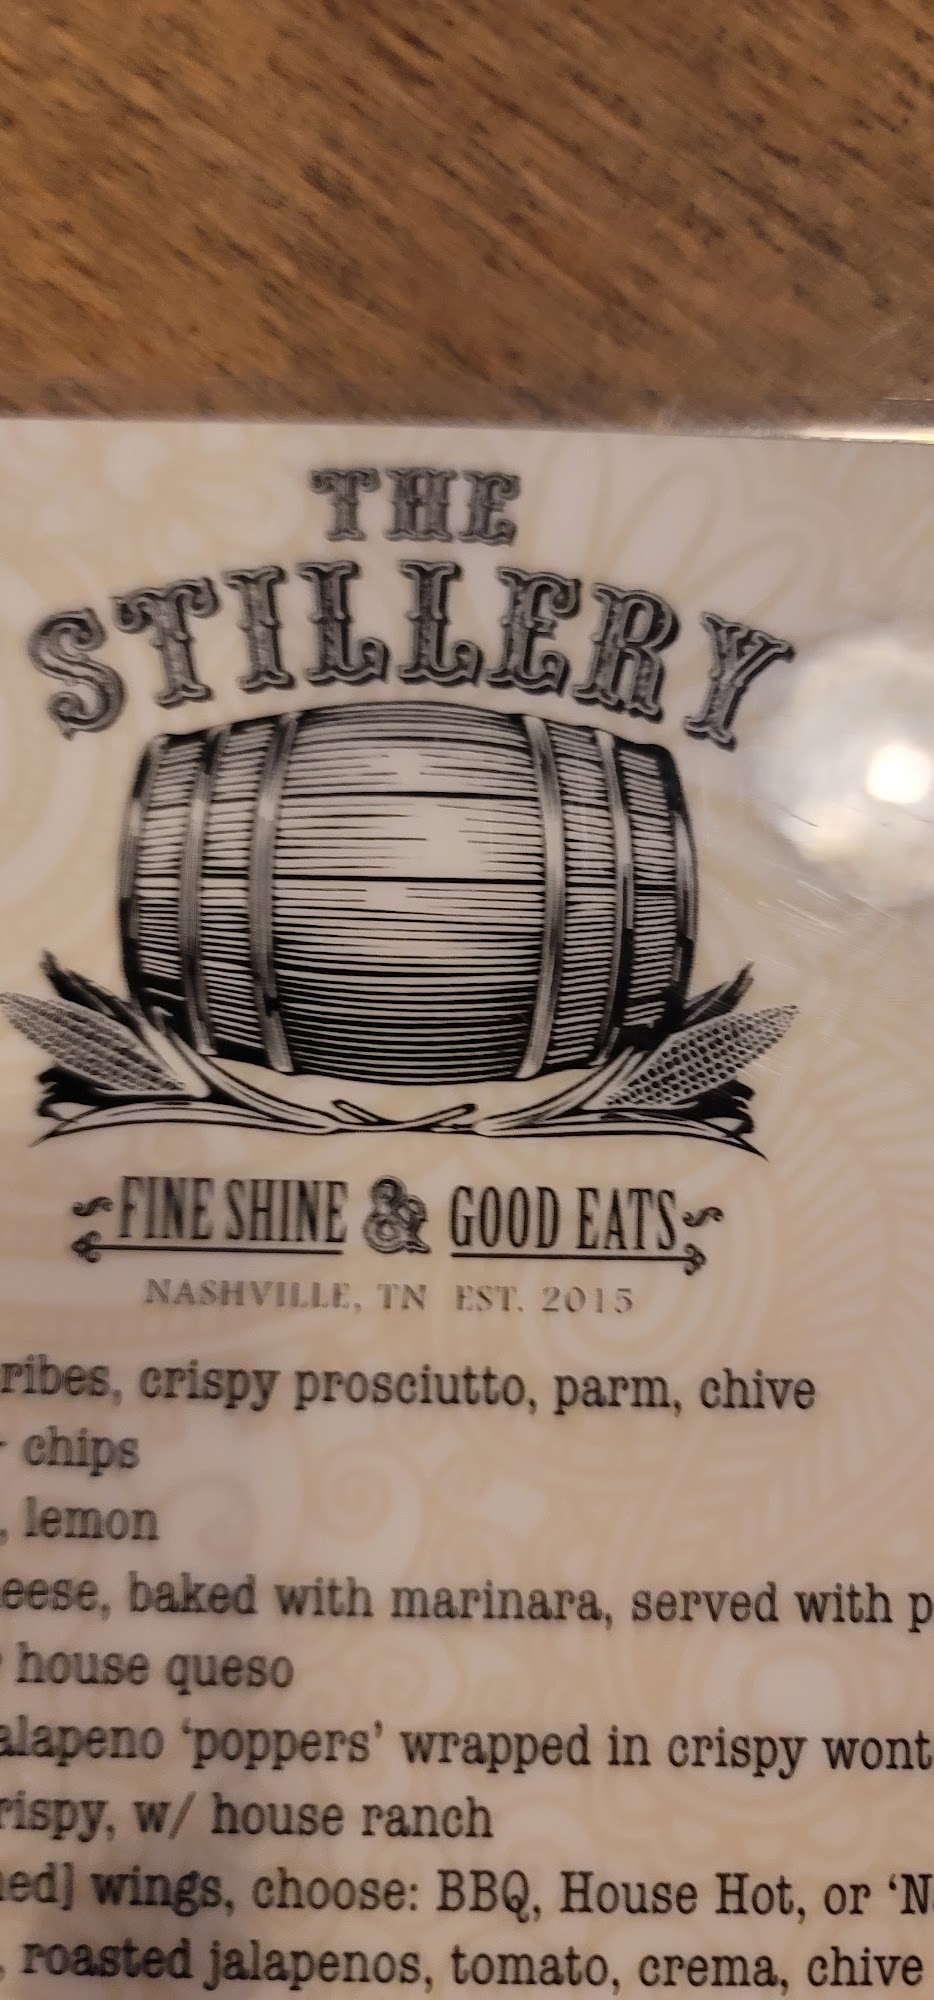 THE
STILLERY
FINE SHINE & GOOD EATS
NASHVILLE, TN EST. 2015
ribes, crispy prosciutto, parm, chive
chips
, lemon
eese, baked with marinara, served with p
house queso
alapeno ‘poppers’ wrapped in crispy wont
rispy, w/ house ranch
ned] wings, choose: BBQ, House Hot, or ‘N
, roasted jalapenos, tomato, crema, chive